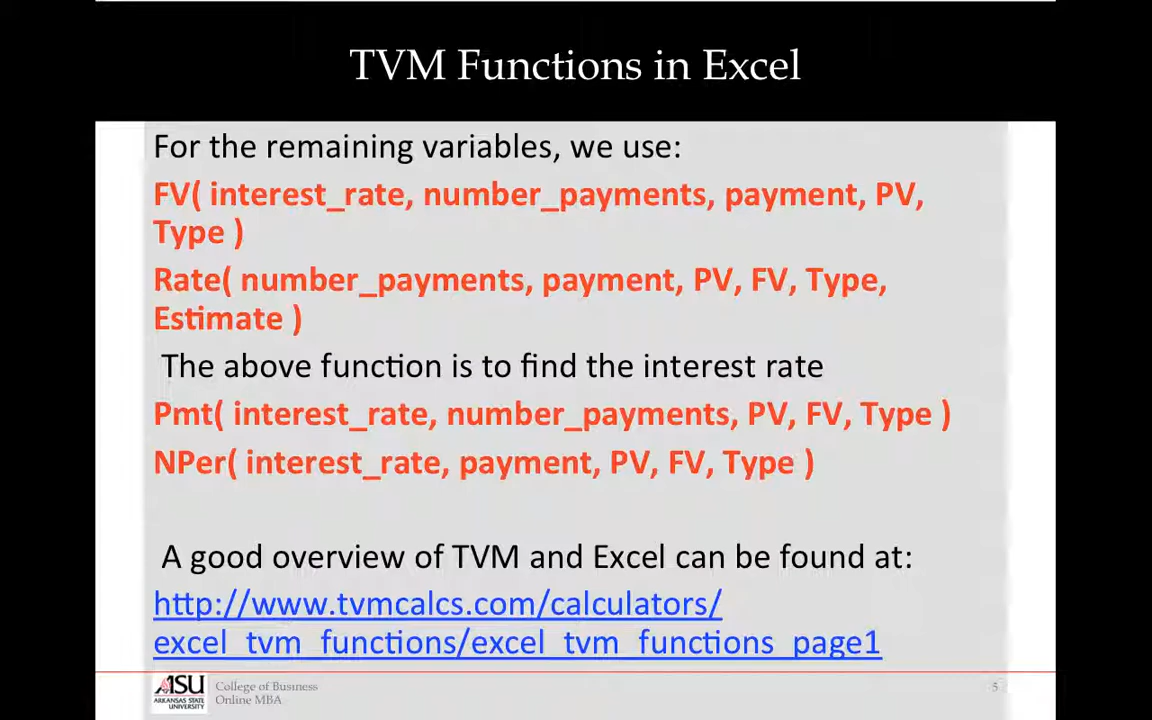 TVM Functions in Excel
For the remaining variables, we use:
FV( interest_rate, number_payments, payment, PV,
Type )
Rate( number_payments, payment, PV, FV, Type,
Estimate )
The above function is to find the interest rate
Pmt( interest_rate, number_payments, PV, FV, Type )
NPer( interest_rate, payment, PV, FV, Type )
A good overview of TVM and Excel can be found at:
http://www.tvmcalcs.com/calculators/
excel_tvm_functions/excel_tvm_functions_page1
ASU
ARKANSAS STATE
UNIVERSITY
College of Business
Online MBA
5